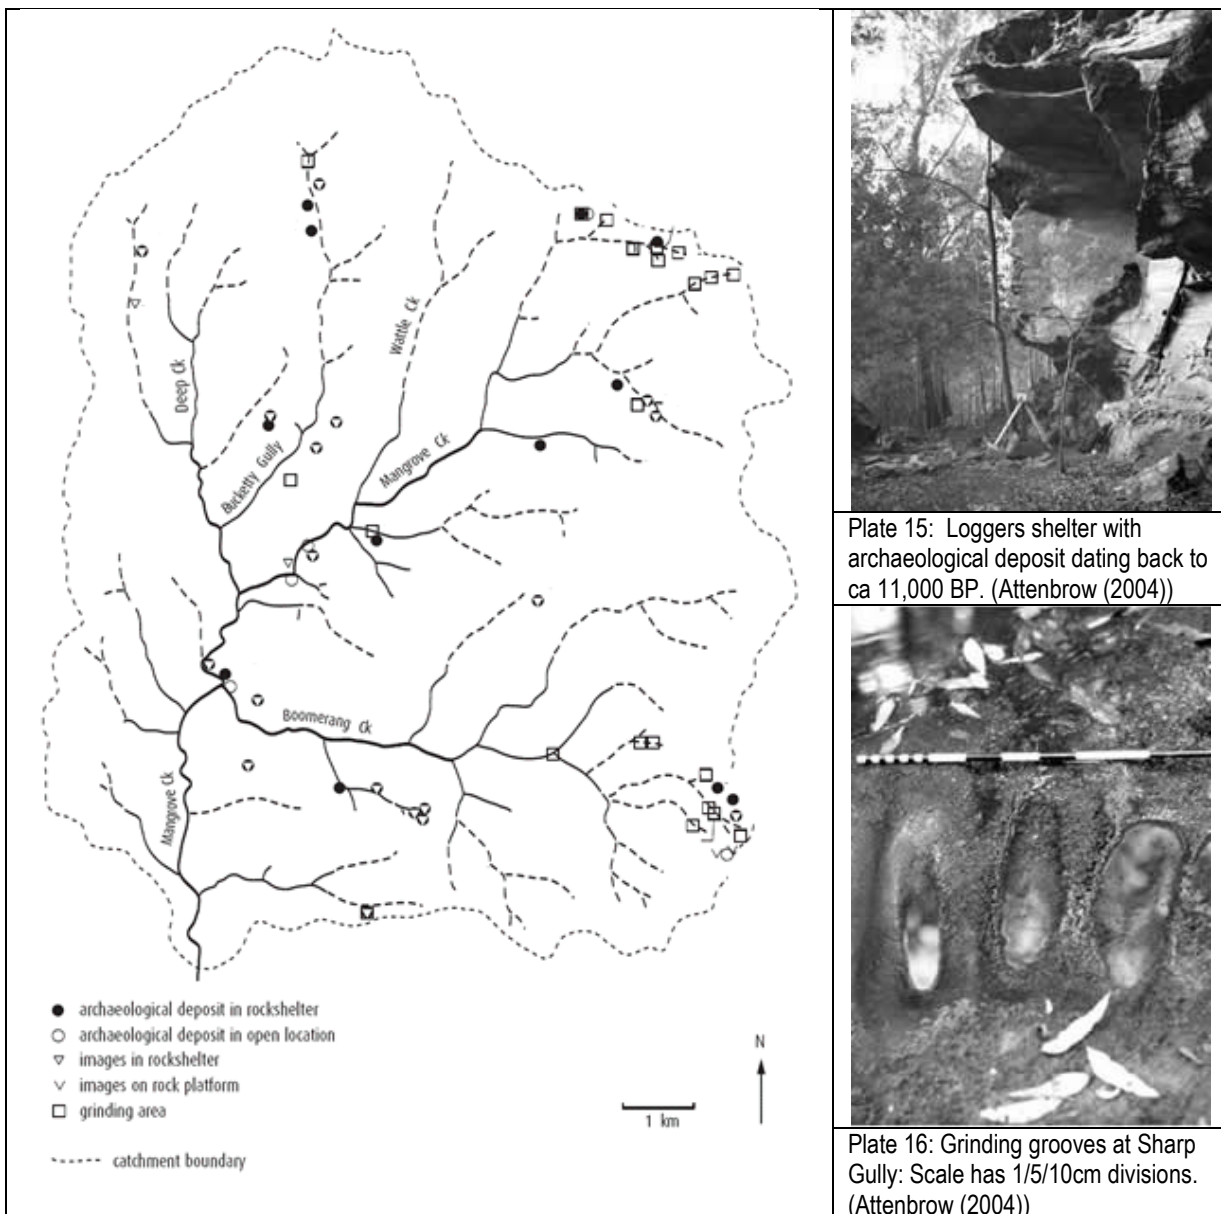 Deep Ck
Bucketty Gully
Wattle Ck
Mangrove Ck
Boomerang Ck
Mangrove Ck
archaeological deposit in rockshelter
archaeological deposit in open location
images in rockshelter
images on rock platform
grinding area
catchment boundary
N
1 km
Plate 15: Loggers shelter with
archaeological deposit dating back to
ca 11,000 BP. (Attenbrow (2004))
Plate 16: Grinding grooves at Sharp
Gully: Scale has 1/5/10cm divisions.
(Attenbrow (2004))